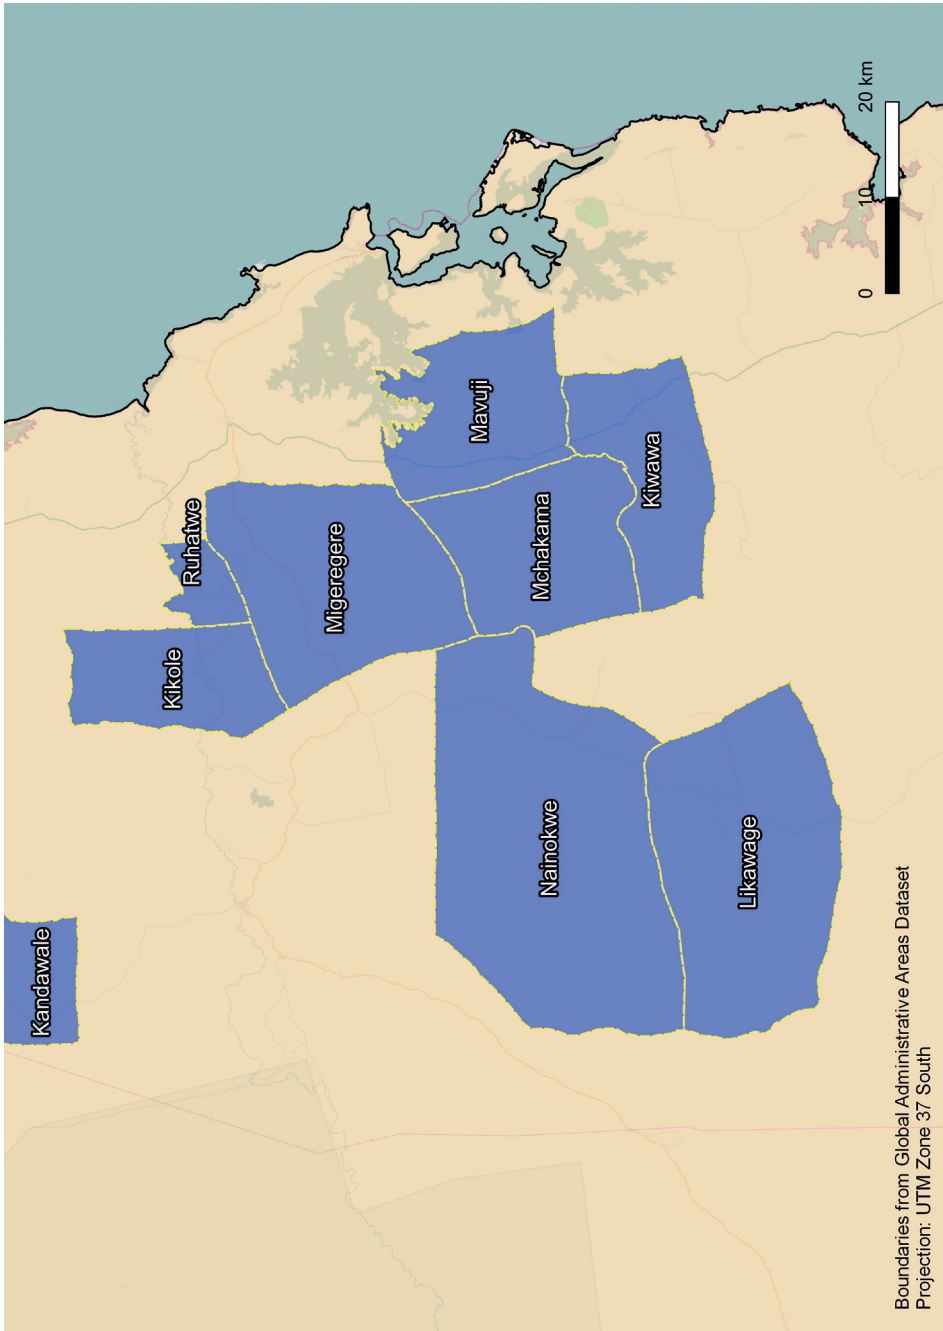 Kandawale
Kikole
Ruhatwe
Migeregere
Mavuji
Mchakama
Kiwawa
Nainokwe
Likawage
0 10 20 km
Boundaries from Global Administrative Areas Dataset
Projection: UTM Zone 37 South